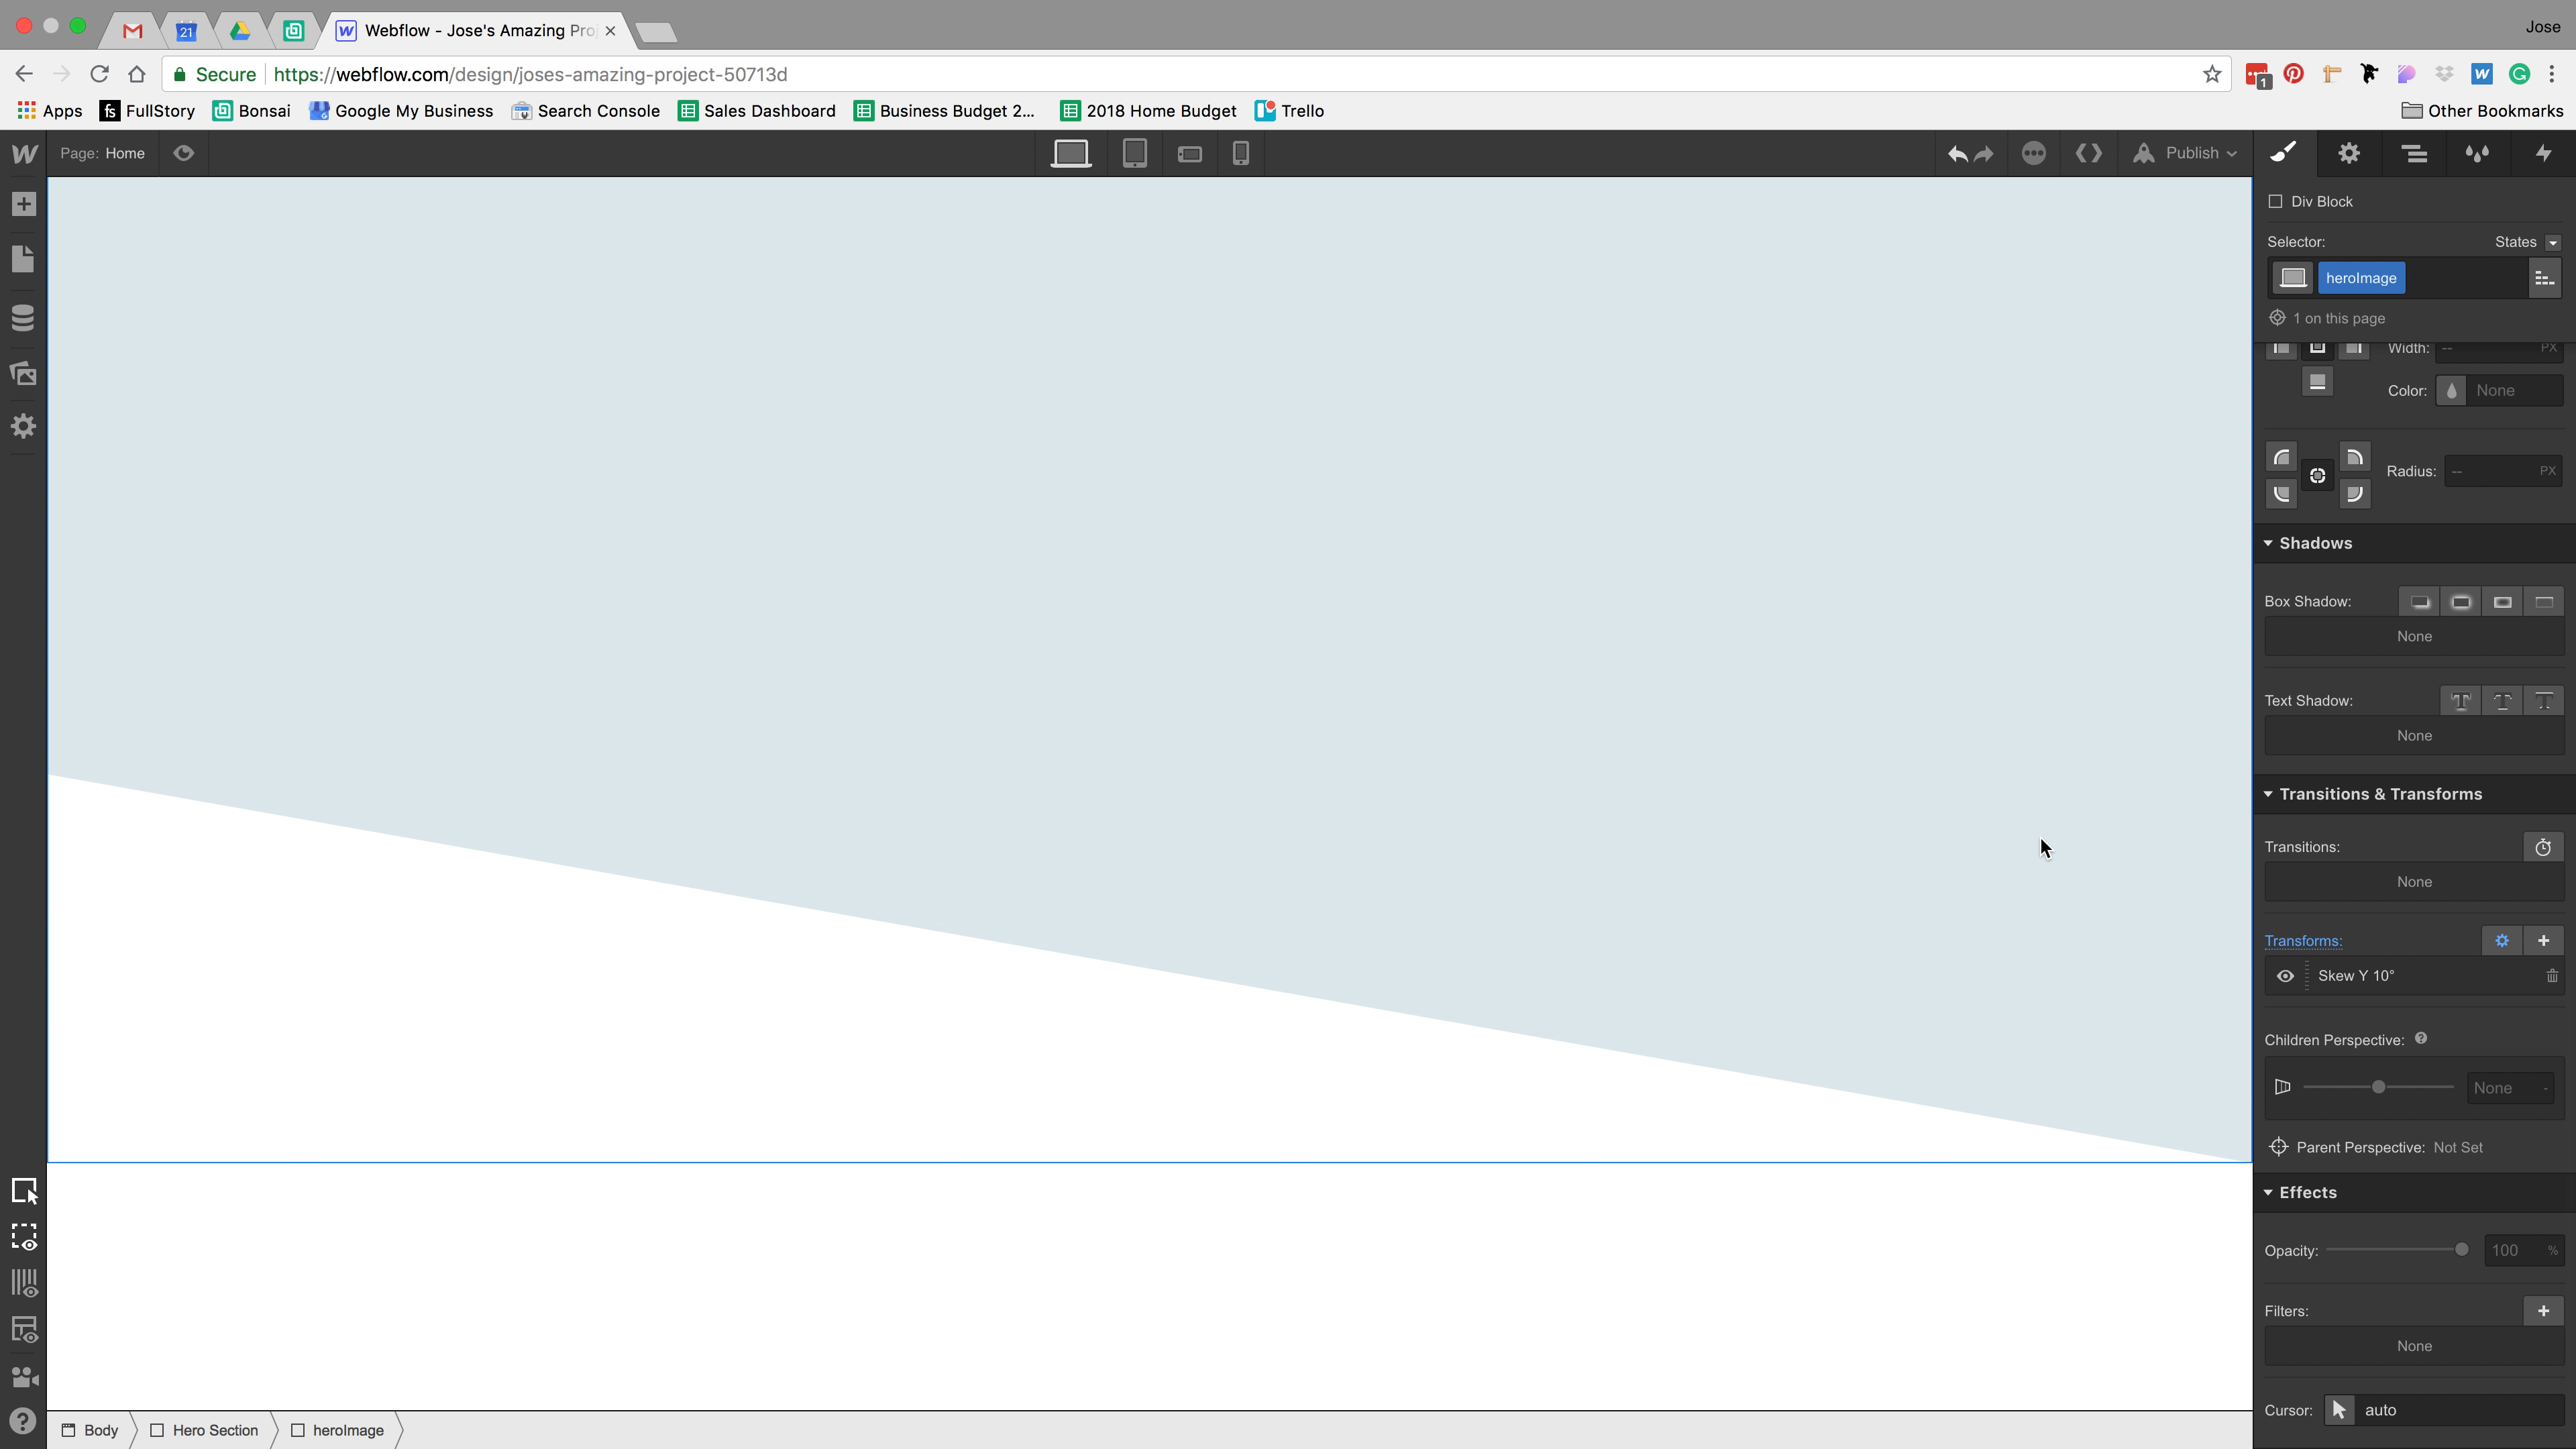 21
Webflow - Jose's Amazing Pro
Jose
Secure
https://webflow.com/design/joses-amazing-project-50713d
1
Apps
fs FullStory
Bonsai
Google My Business
Search Console
Sales Dashboard
Business Budget 2...
2018 Home Budget
Trello
Other Bookmarks
Page: Home
Publish
Div Block
Selector:
States
heroImage
1 on this page
Width: -- PX
Color: None
Radius: -- PX
Shadows
Box Shadow:
None
Text Shadow:
None
Transitions & Transforms
Transitions:
None
Transforms:
Skew Y 10°
Children Perspective:
None -
Parent Perspective: Not Set
Effects
Opacity: 100 %
Filters:
None
Cursor: auto
Body
Hero Section
heroImage